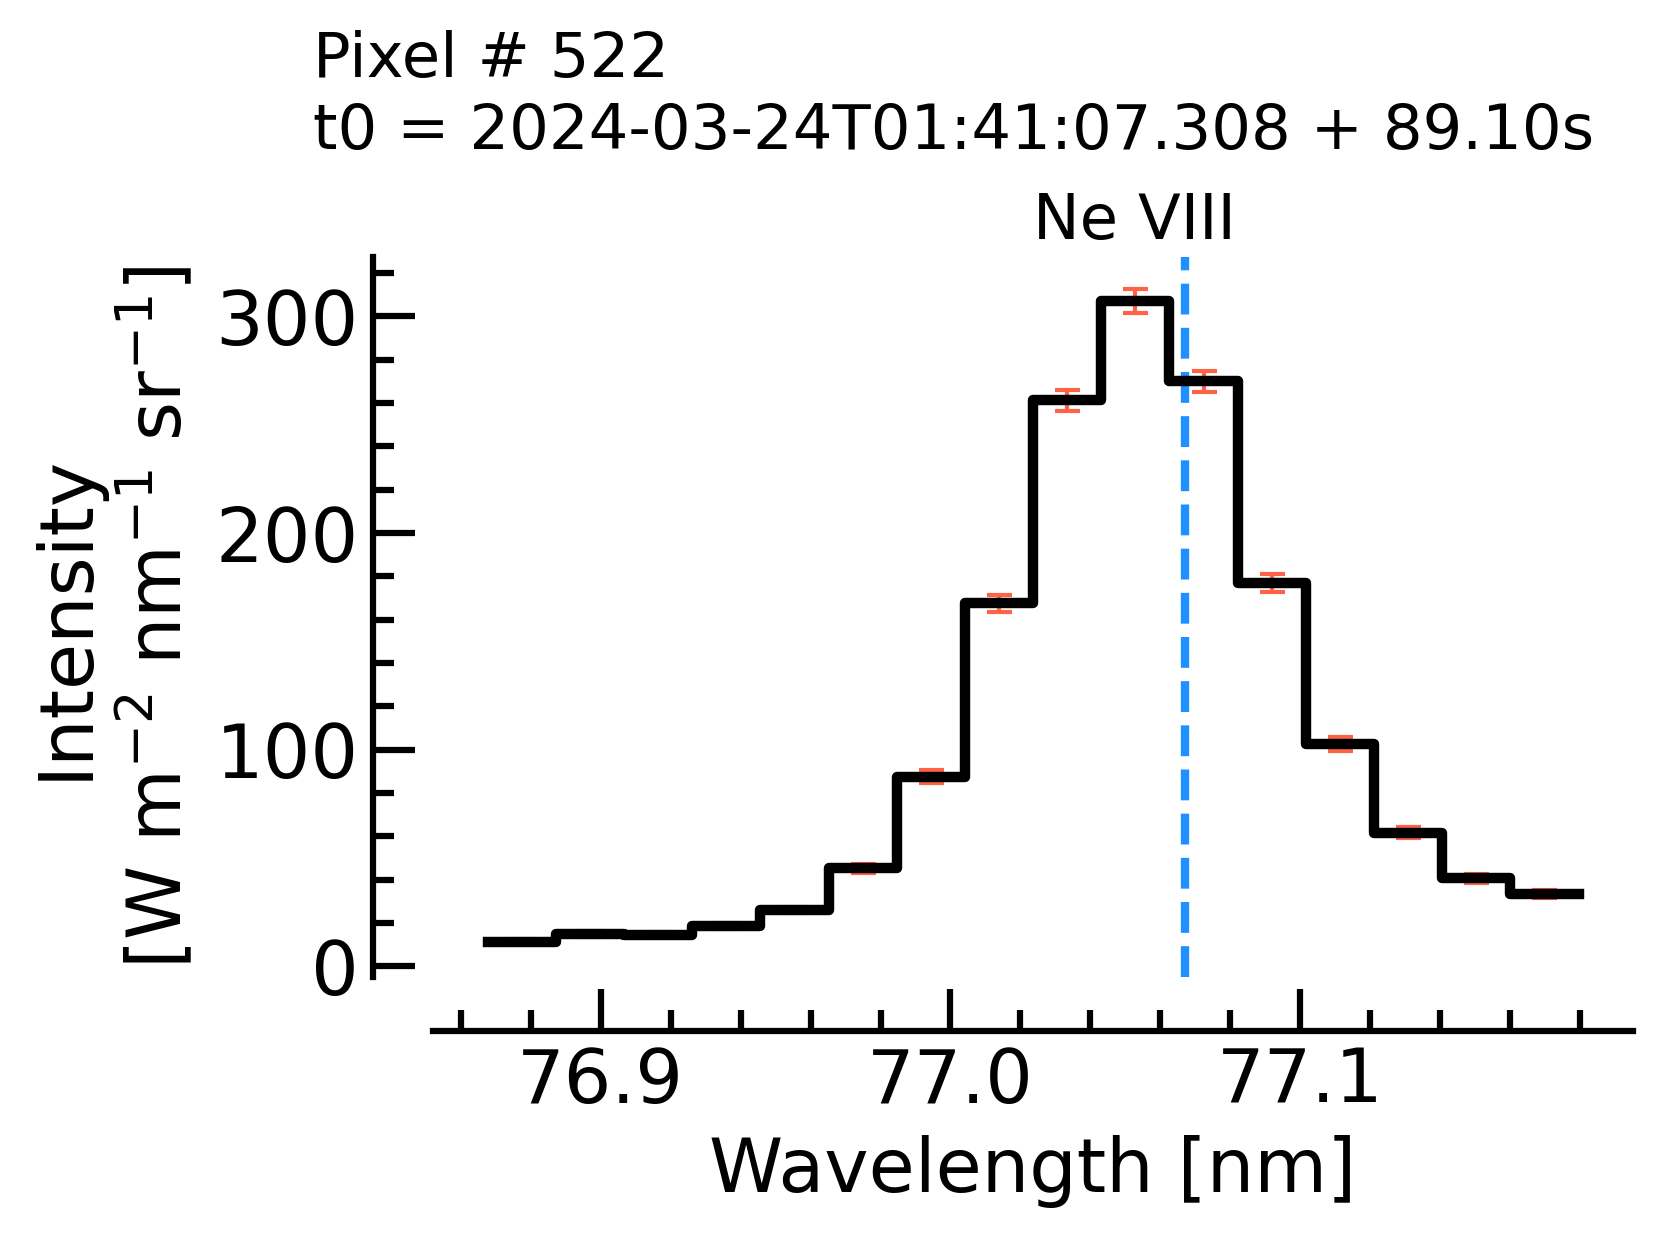 Pixel # 522
t0 = 2024-03-24T01:41:07.308 + 89.10s
Ne VIII
Intensity
[W m⁻² nm⁻¹ sr⁻¹]
300
200
100
0
76.9 77.0 77.1
Wavelength [nm]